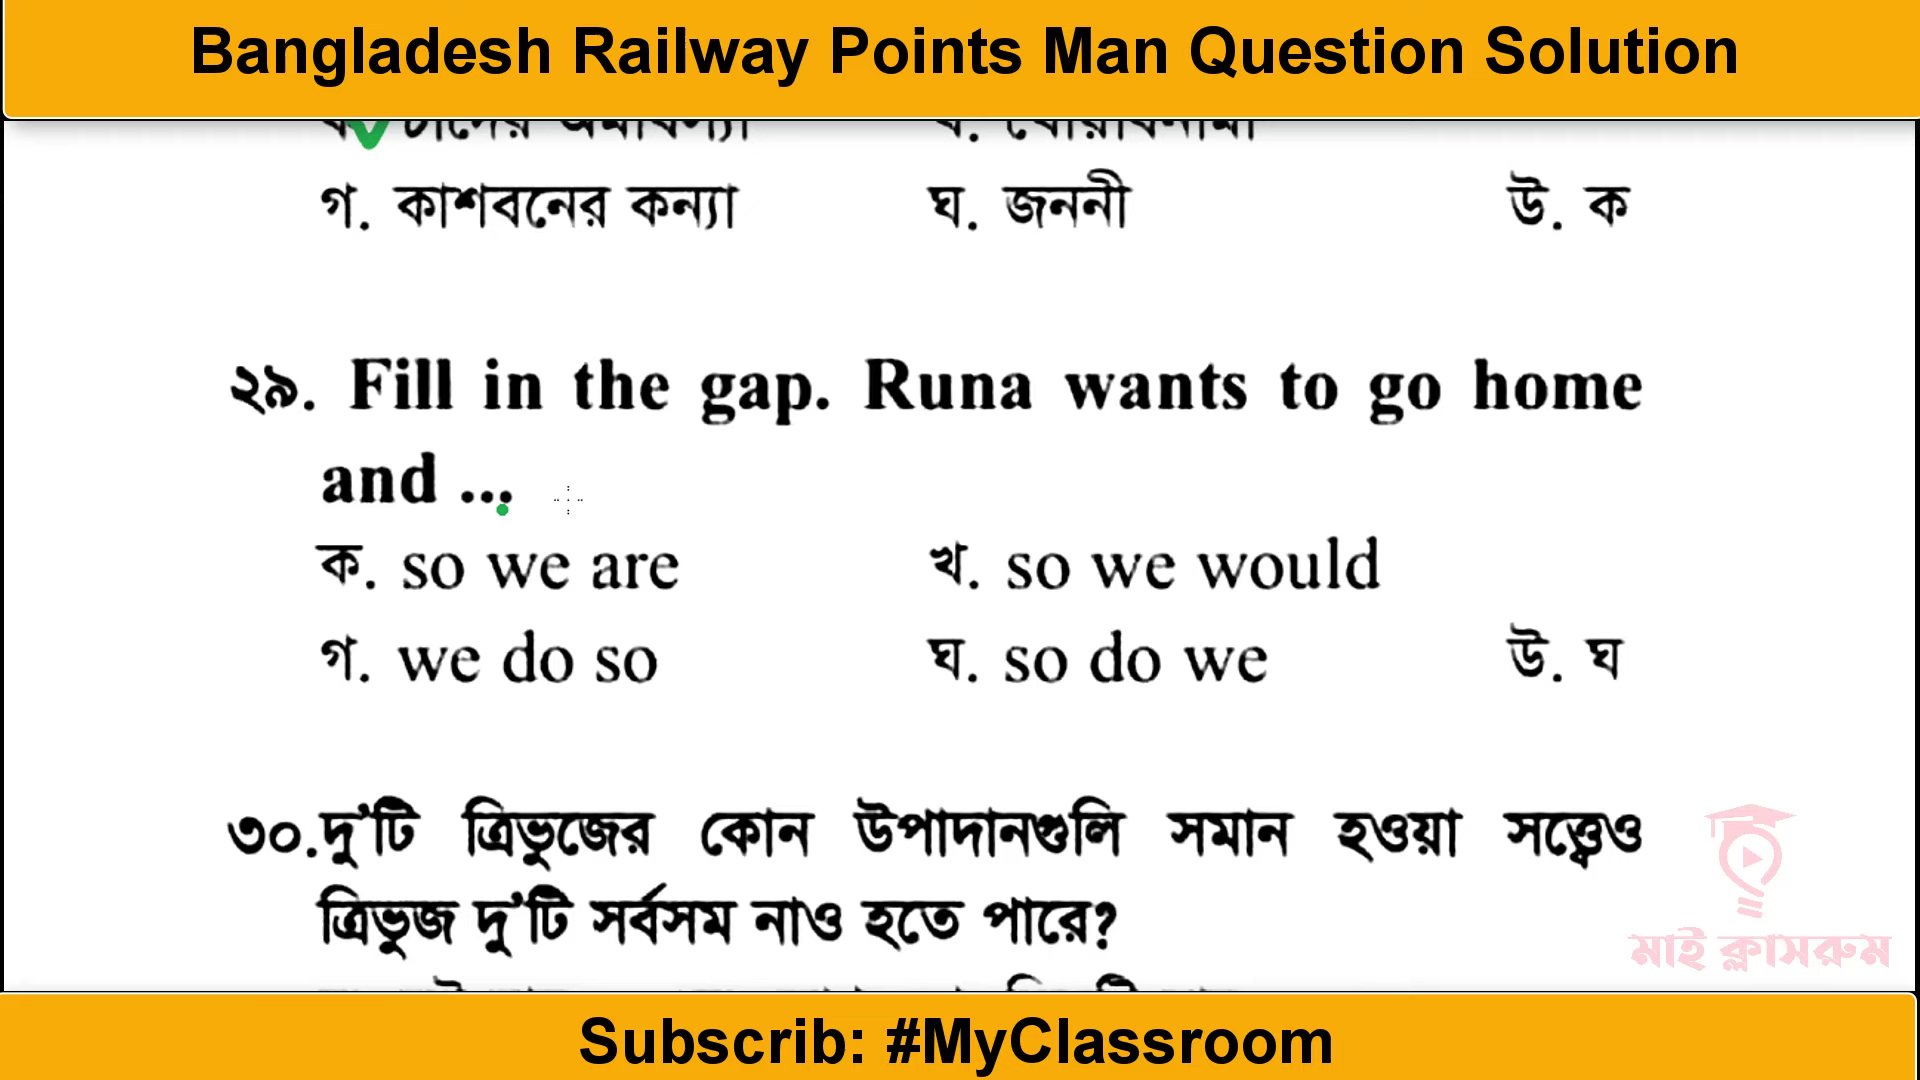 Bangladesh Railway Points Man Question Solution
গ. কাশবনের কন্যা ঘ. জননী উ. ক
২৯. Fill in the gap. Runa wants to go home
and ...
ক. so we are খ. so we would
গ. we do so ঘ. so do we উ. ঘ
৩০. দু'টি ত্রিভুজের কোন উপাদানগুলি সমান হওয়া সত্ত্বেও
ত্রিভুজ দু'টি সর্বসম নাও হতে পারে?
মাই ক্লাসরুম
Subscrib: #MyClassroom